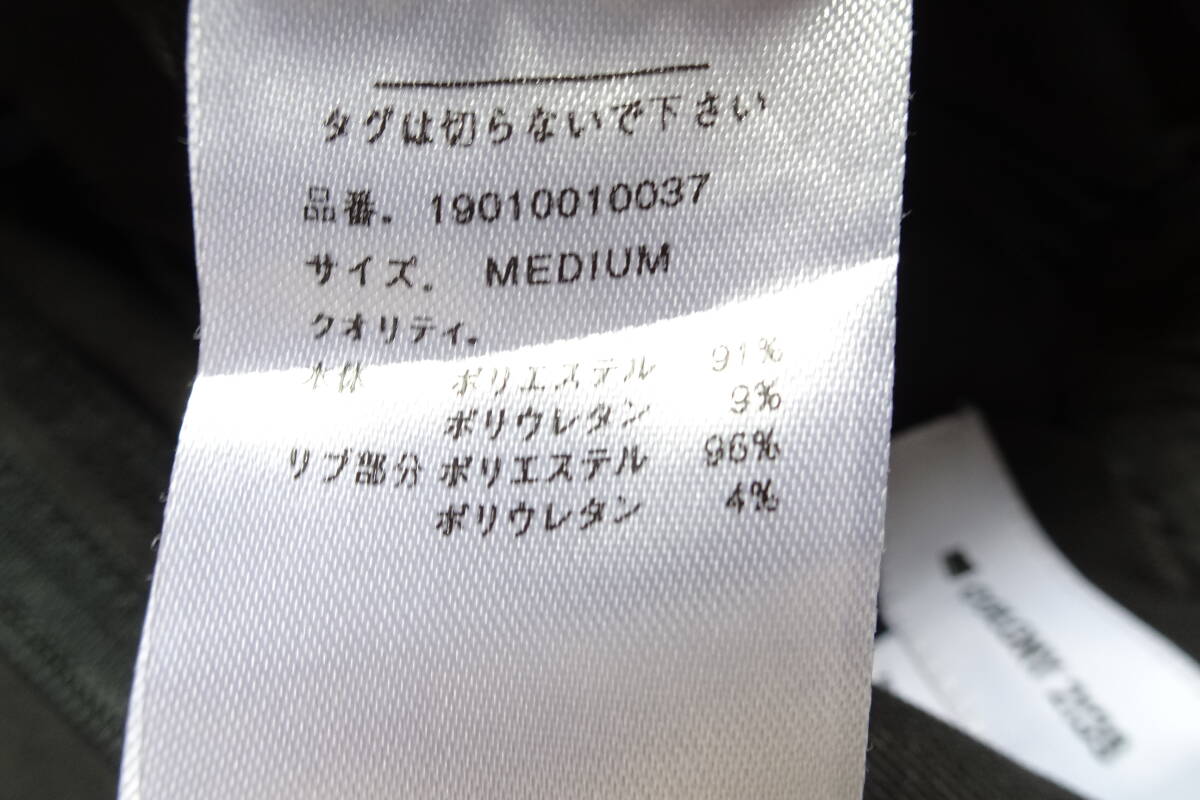 タグは切らないで下さい
品番. 19010010037
サイズ. MEDIUM
クオリティ.
本体 ポリエステル 91%
ポリウレタン 9%
リブ部分 ポリエステル 96%
ポリウレタン 4%